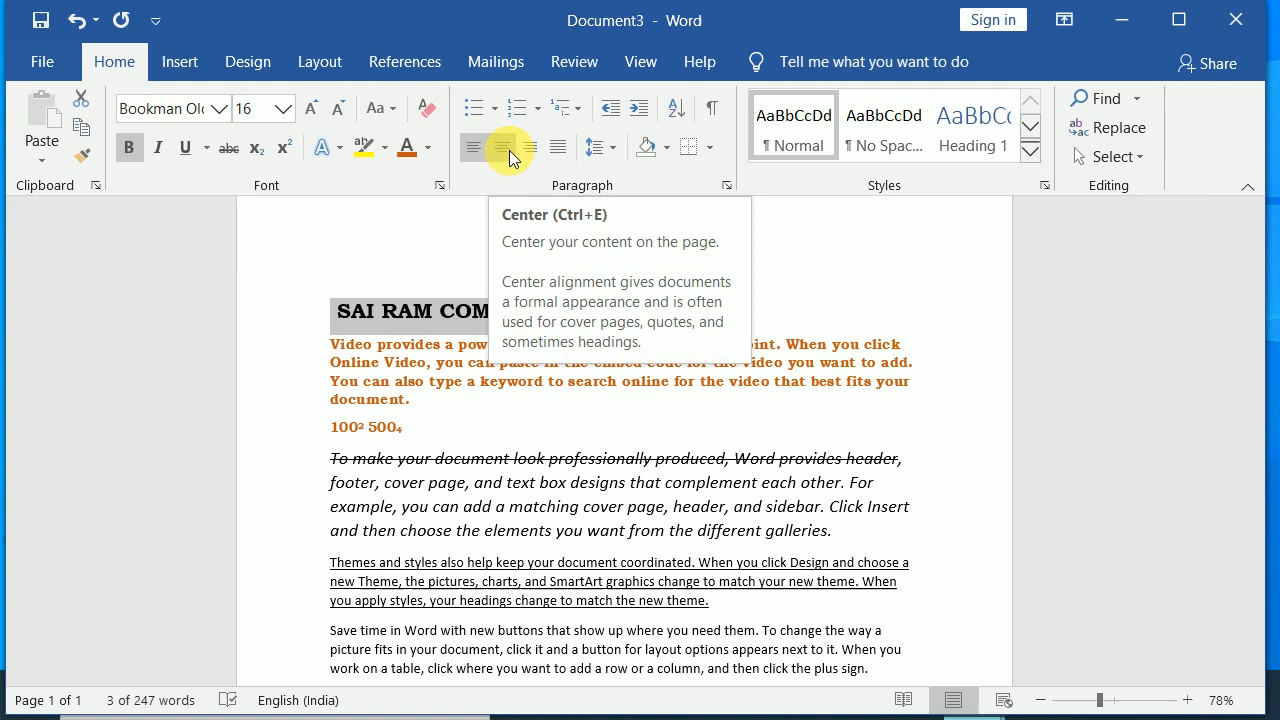 Document3 - Word
Sign in
File Home Insert Design Layout References Mailings Review View Help Tell me what you want to do Share
Paste
Bookman Old 16 Aa
B I U abc x₂ x² A ab A
Clipboard Font Paragraph Styles Editing
AaBbCcDd AaBbCcDd AaBbCc
¶ Normal ¶ No Spac... Heading 1
Find
Replace
Select
Center (Ctrl+E)
Center your content on the page.
Center alignment gives documents
a formal appearance and is often
used for cover pages, quotes, and
sometimes headings.
SAI RAM COM
Video provides a pow int. When you click
Online Video, you can paste in the embed code for the video you want to add.
You can also type a keyword to search online for the video that best fits your
document.
100² 500₄
To make your document look professionally produced, Word provides header,
footer, cover page, and text box designs that complement each other. For
example, you can add a matching cover page, header, and sidebar. Click Insert
and then choose the elements you want from the different galleries.
Themes and styles also help keep your document coordinated. When you click Design and choose a
new Theme, the pictures, charts, and SmartArt graphics change to match your new theme. When
you apply styles, your headings change to match the new theme.
Save time in Word with new buttons that show up where you need them. To change the way a
picture fits in your document, click it and a button for layout options appears next to it. When you
work on a table, click where you want to add a row or a column, and then click the plus sign.
Page 1 of 1 3 of 247 words English (India) 78%